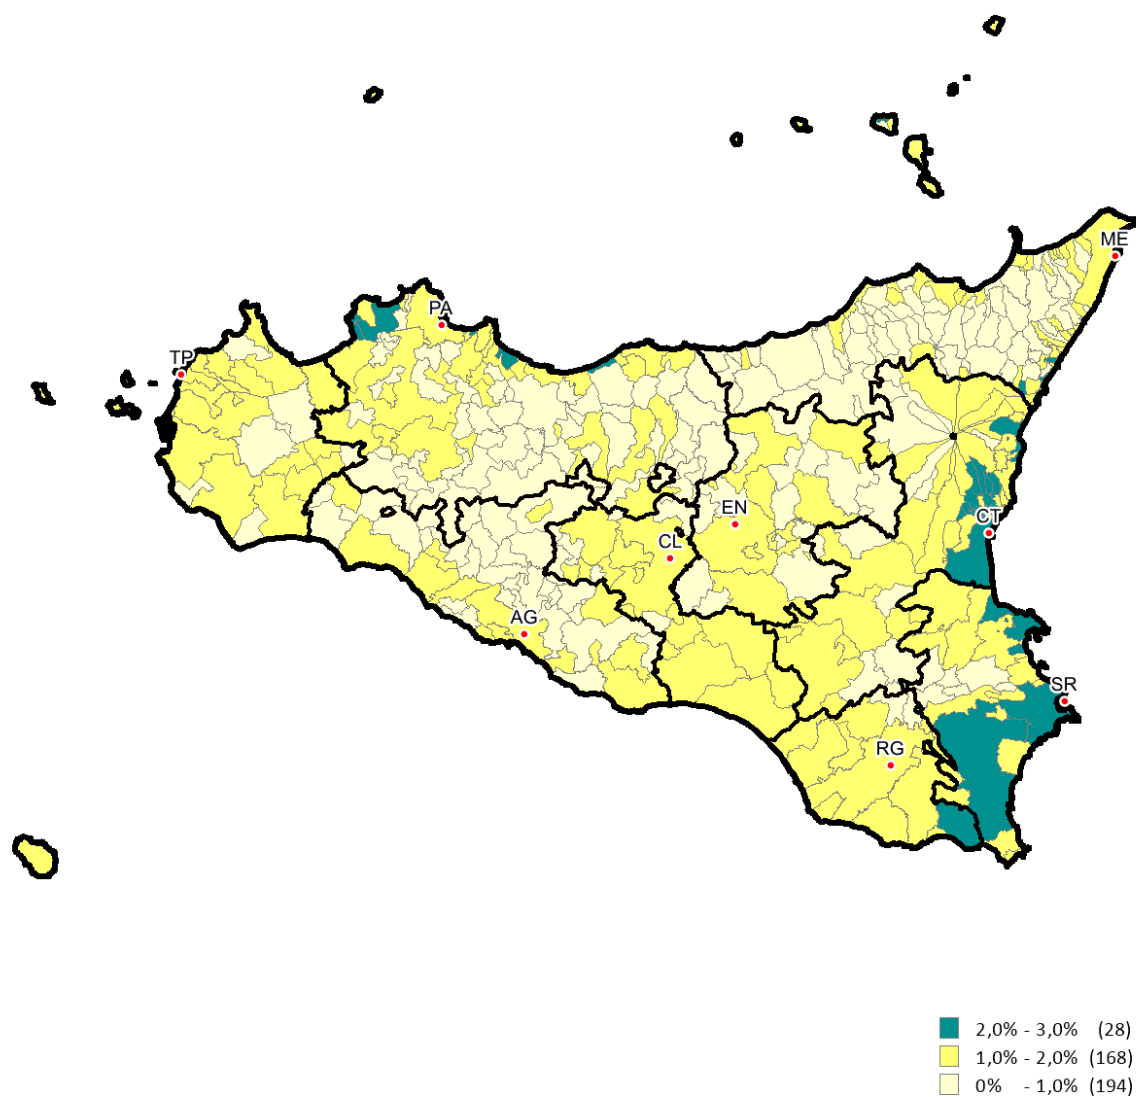 ME
PA
TP
EN
CT
CL
AG
SR
RG
2,0% - 3,0% (28)
1,0% - 2,0% (168)
0% - 1,0% (194)